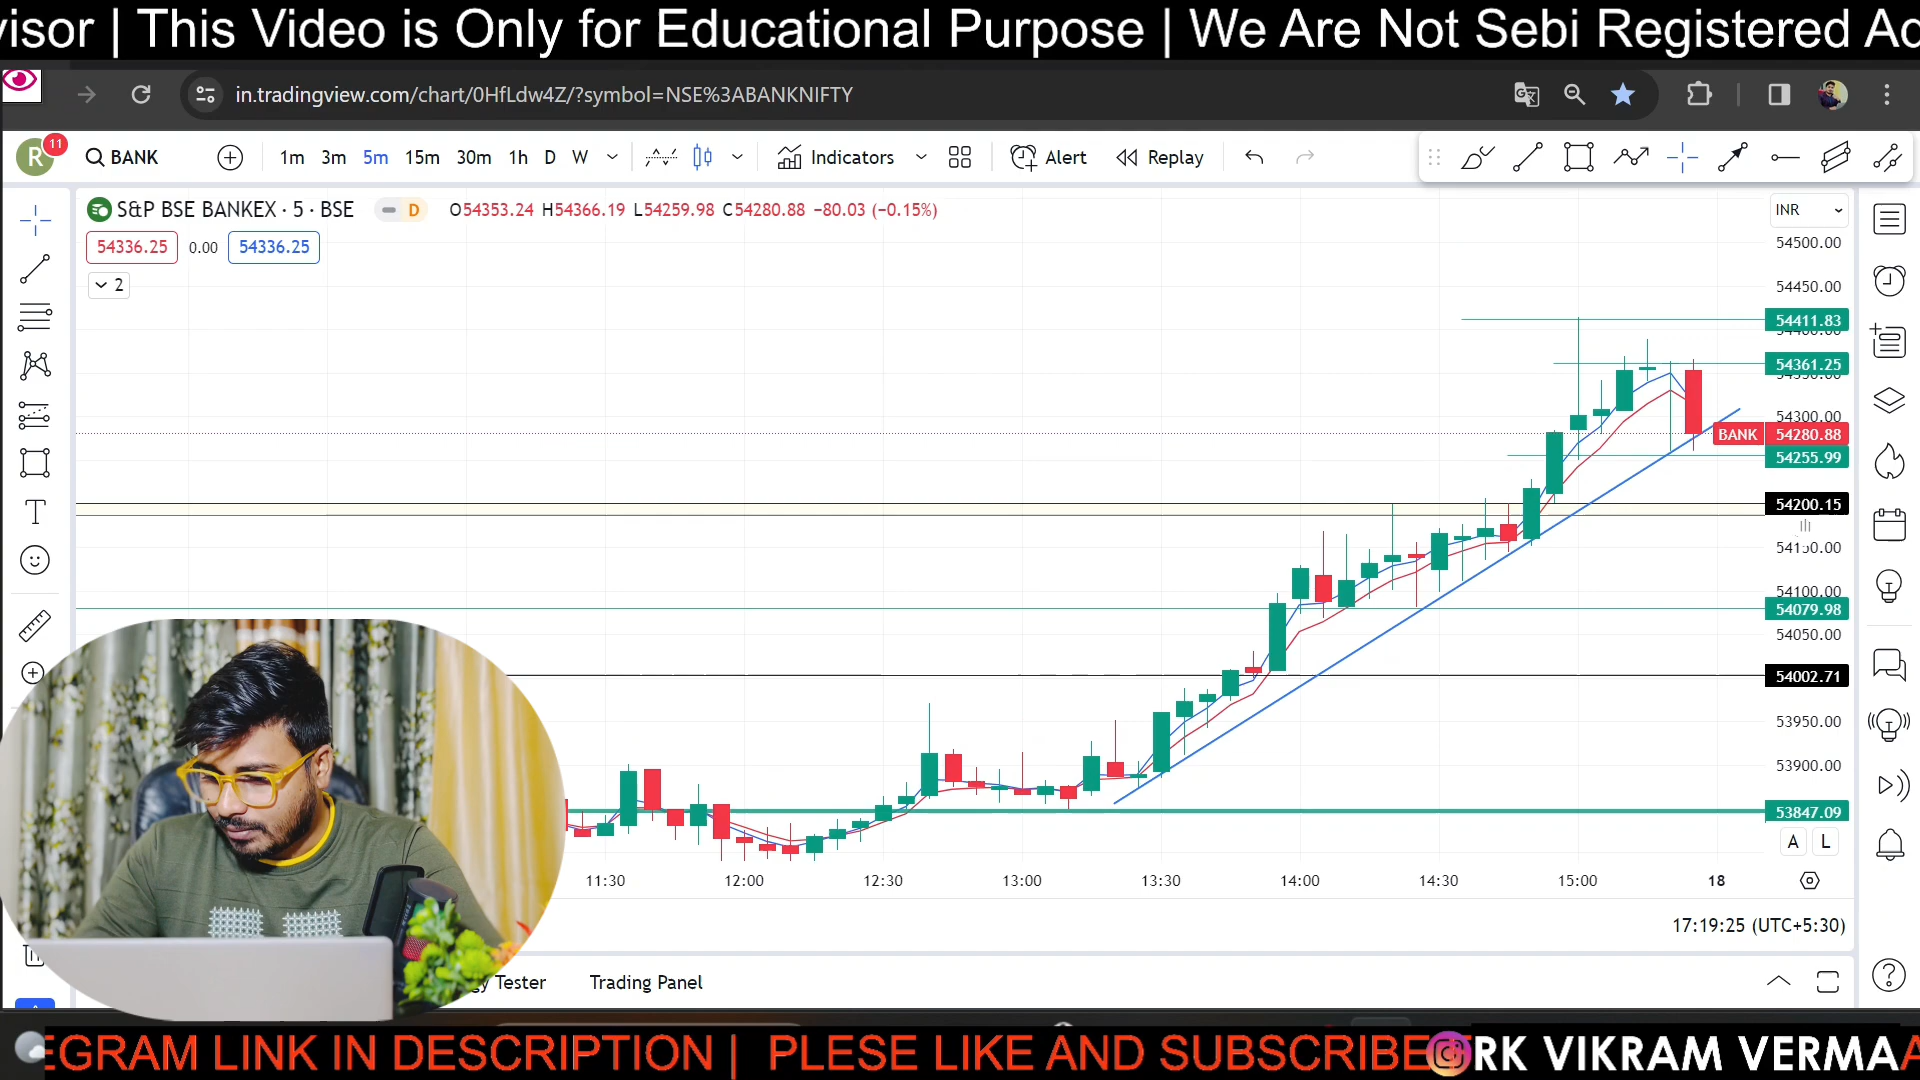 visor | This Video is Only for Educational Purpose | We Are Not Sebi Registered Ad
in.tradingview.com/chart/0HfLdw4Z/?symbol=NSE%3ABANKNIFTY
R 11 BANK 1m 3m 5m 15m 30m 1h D W Indicators Alert Replay
S&P BSE BANKEX · 5 · BSE D O54353.24 H54366.19 L54259.98 C54280.88 −80.03 (−0.15%) INR
54336.25 0.00 54336.25
2
54500.00
54450.00
54411.83
54361.25
54300.00
BANK 54280.88
54255.99
54200.15
54100.00
54079.98
54050.00
54002.71
53950.00
53900.00
53847.09
A L
11:30 12:00 12:30 13:00 13:30 14:00 14:30 15:00 18
17:19:25 (UTC+5:30)
gy Tester Trading Panel
EGRAM LINK IN DESCRIPTION | PLESE LIKE AND SUBSCRIBE RK VIKRAM VERMA